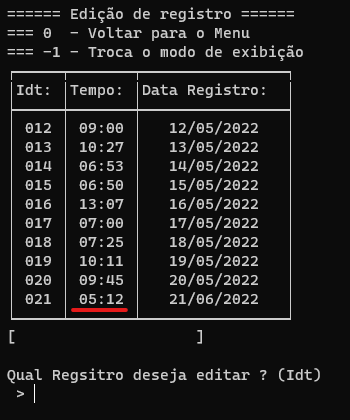 ====== Edição de registro ======
=== 0  - Voltar para o Menu
=== -1 - Troca o modo de exibição
Idt: Tempo: Data Registro:
012 09:00 12/05/2022
013 10:27 13/05/2022
014 06:53 14/05/2022
015 06:50 15/05/2022
016 13:07 16/05/2022
017 07:00 17/05/2022
018 07:25 18/05/2022
019 10:11 19/05/2022
020 09:45 20/05/2022
021 05:12 21/06/2022
[                    ]
Qual Regsitro deseja editar ? (Idt)
 >